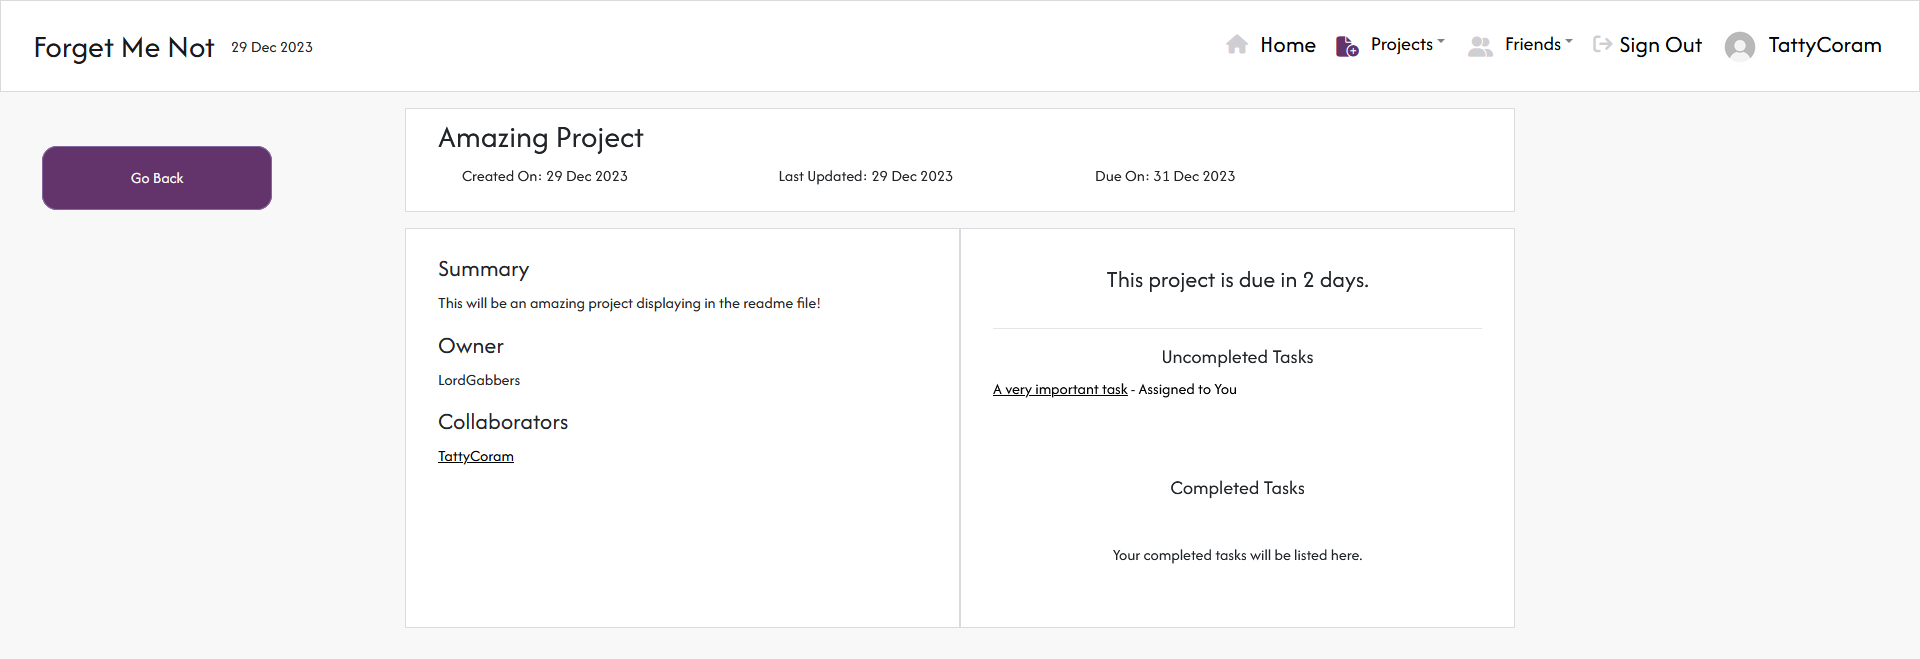 Forget Me Not 29 Dec 2023
Home Projects Friends Sign Out TattyCoram
Go Back
Amazing Project
Created On: 29 Dec 2023 Last Updated: 29 Dec 2023 Due On: 31 Dec 2023
Summary
This will be an amazing project displaying in the readme file!
Owner
LordGabbers
Collaborators
TattyCoram
This project is due in 2 days.
Uncompleted Tasks
A very important task - Assigned to You
Completed Tasks
Your completed tasks will be listed here.